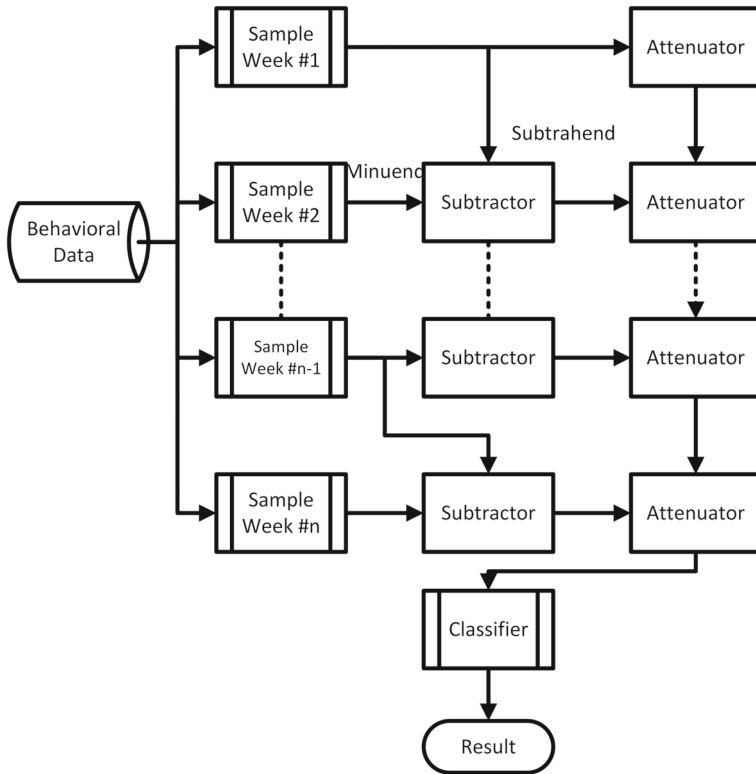 Sample
Week #1
Attenuator
Subtrahend
Minuend
Sample
Week #2
Subtractor
Attenuator
Behavioral
Data
Sample
Week #n-1
Subtractor
Attenuator
Sample
Week #n
Subtractor
Attenuator
Classifier
Result